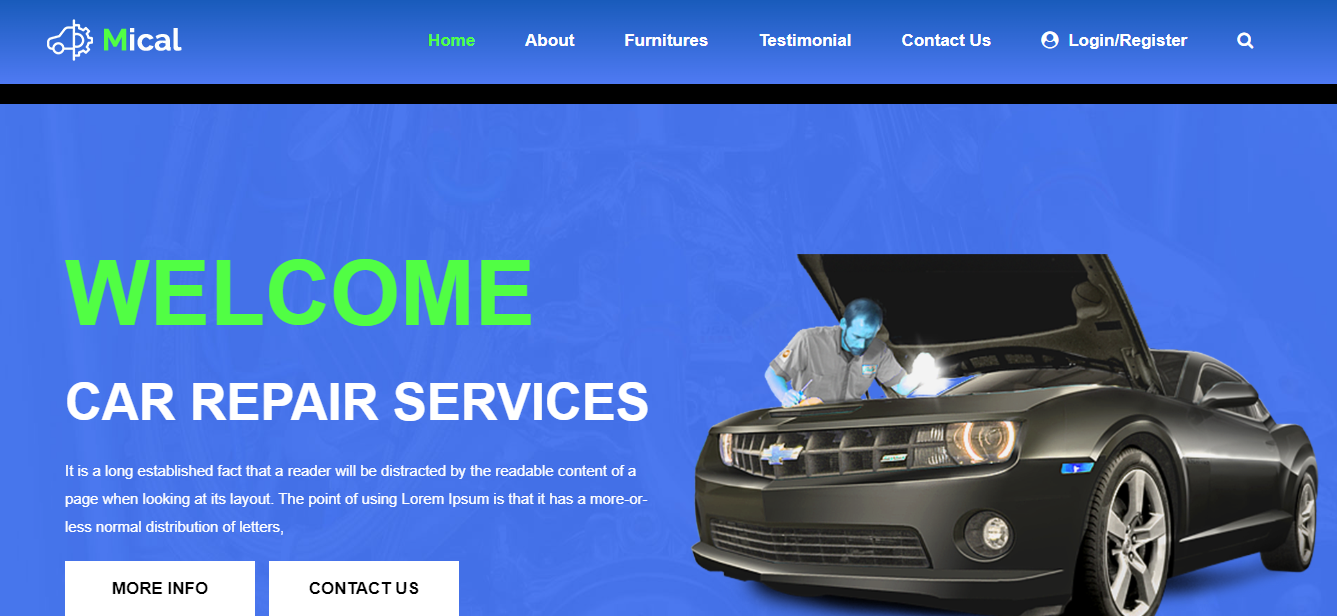 Mical
Home
About
Furnitures
Testimonial
Contact Us
Login/Register
WELCOME
CAR REPAIR SERVICES
It is a long established fact that a reader will be distracted by the readable content of a
page when looking at its layout. The point of using Lorem Ipsum is that it has a more-or-
less normal distribution of letters,
MORE INFO
CONTACT US